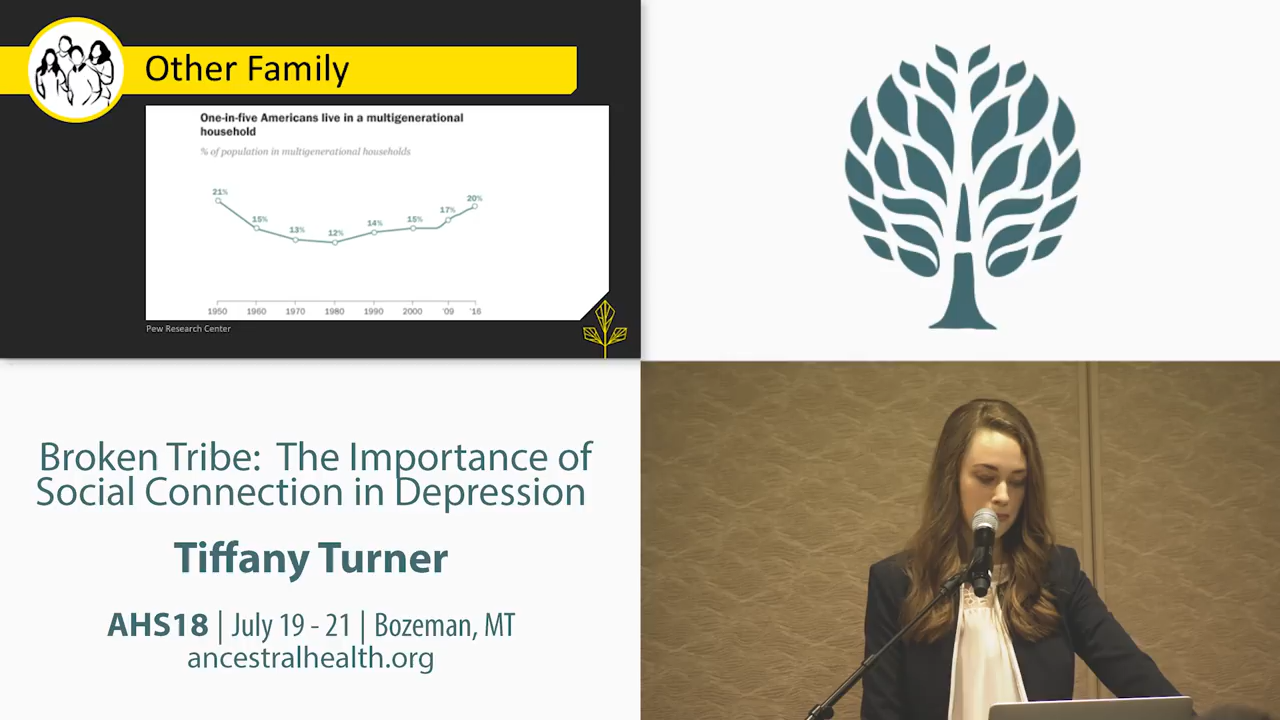 Other Family
One-in-five Americans live in a multigenerational
household
% of population in multigenerational households
21%
15%
13%
12%
14%
15%
17%
20%
1950
1960
1970
1980
1990
2000
'09
'16
Pew Research Center
Broken Tribe: The Importance of
Social Connection in Depression
Tiffany Turner
AHS18 | July 19 - 21 | Bozeman, MT
ancestralhealth.org